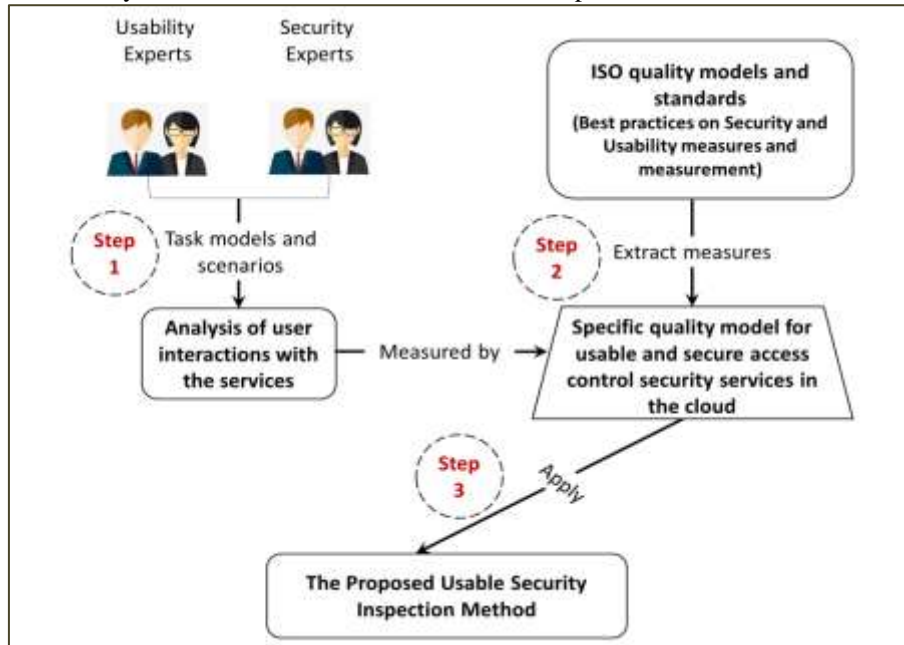 Usability
Experts
Security
Experts
ISO quality models and
standards
(Best practices on Security and
Usability measures and
measurement)
Step
1
Task models and
scenarios
Step
2
Extract measures
Analysis of user
interactions with
the services
Measured by
Specific quality model for
usable and secure access
control security services in
the cloud
Step
3
Apply
The Proposed Usable Security
Inspection Method